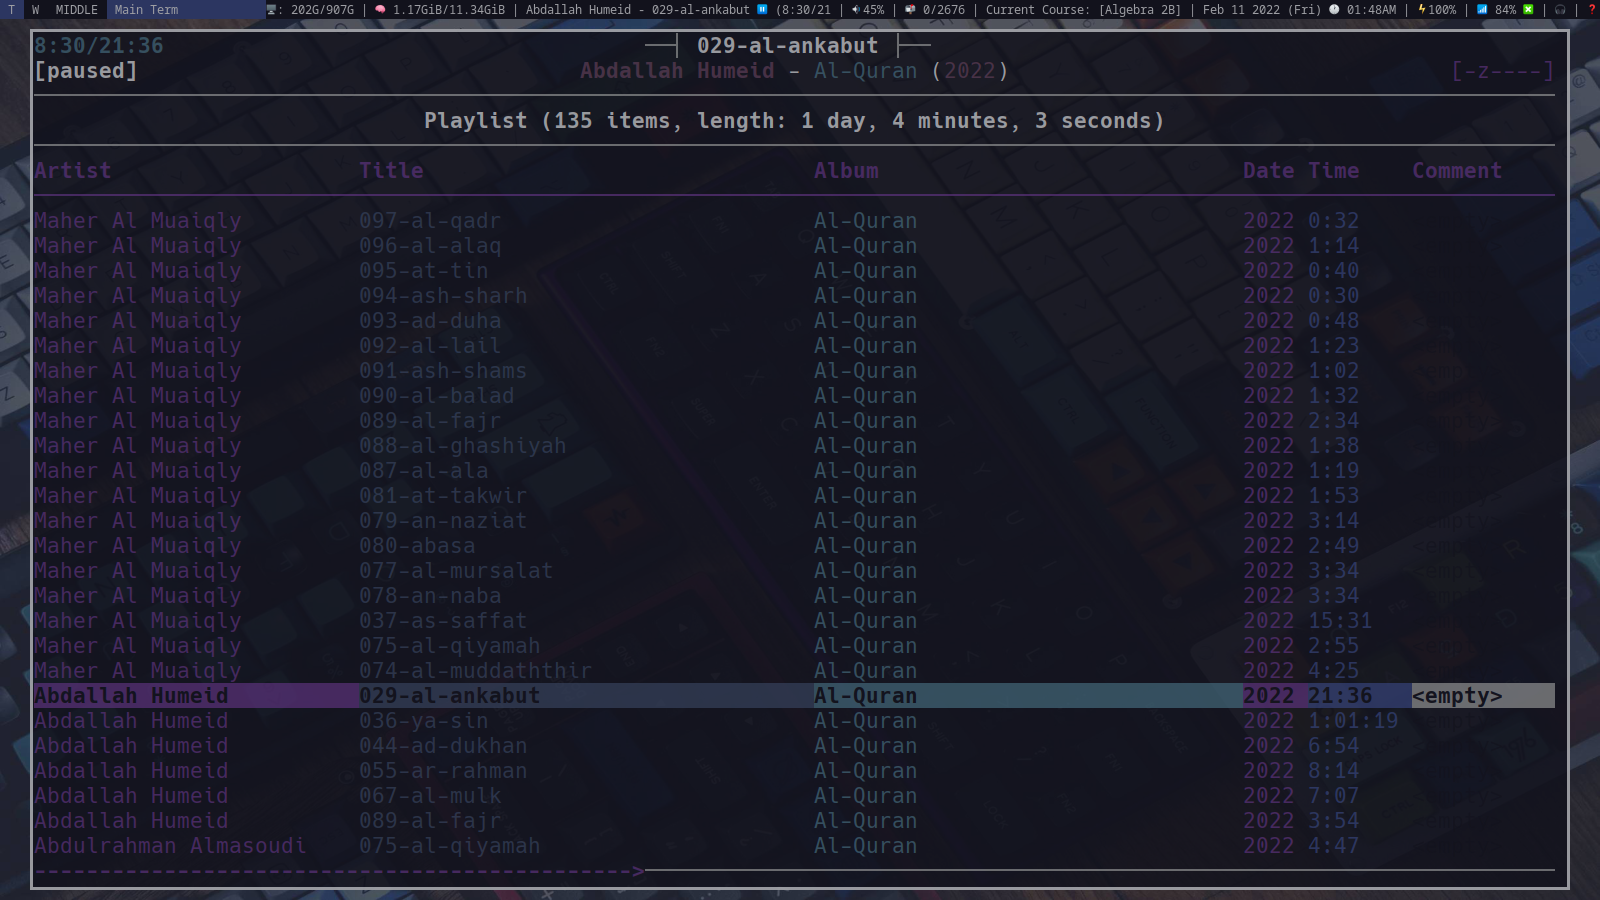 T W MIDDLE Main Term : 202G/907G | 1.17GiB/11.34GiB | Abdallah Humeid - 029-al-ankabut (8:30/21 | 45% | 0/2676 | Current Course: [Algebra 2B] | Feb 11 2022 (Fri) 01:48AM | 100% | 84% | |
8:30/21:36 029-al-ankabut
[paused] Abdallah Humeid - Al-Quran (2022) [-z----]
Playlist (135 items, length: 1 day, 4 minutes, 3 seconds)
Artist Title Album Date Time Comment
Maher Al Muaiqly 097-al-qadr Al-Quran 2022 0:32
Maher Al Muaiqly 096-al-alaq Al-Quran 2022 1:14
Maher Al Muaiqly 095-at-tin Al-Quran 2022 0:40
Maher Al Muaiqly 094-ash-sharh Al-Quran 2022 0:30
Maher Al Muaiqly 093-ad-duha Al-Quran 2022 0:48
Maher Al Muaiqly 092-al-lail Al-Quran 2022 1:23
Maher Al Muaiqly 091-ash-shams Al-Quran 2022 1:02
Maher Al Muaiqly 090-al-balad Al-Quran 2022 1:32
Maher Al Muaiqly 089-al-fajr Al-Quran 2022 2:34
Maher Al Muaiqly 088-al-ghashiyah Al-Quran 2022 1:38
Maher Al Muaiqly 087-al-ala Al-Quran 2022 1:19
Maher Al Muaiqly 081-at-takwir Al-Quran 2022 1:53
Maher Al Muaiqly 079-an-naziat Al-Quran 2022 3:14
Maher Al Muaiqly 080-abasa Al-Quran 2022 2:49
Maher Al Muaiqly 077-al-mursalat Al-Quran 2022 3:34
Maher Al Muaiqly 078-an-naba Al-Quran 2022 3:34
Maher Al Muaiqly 037-as-saffat Al-Quran 2022 15:31
Maher Al Muaiqly 075-al-qiyamah Al-Quran 2022 2:55
Maher Al Muaiqly 074-al-muddaththir Al-Quran 2022 4:25
Abdallah Humeid 029-al-ankabut Al-Quran 2022 21:36 <empty>
Abdallah Humeid 036-ya-sin Al-Quran 2022 1:01:19
Abdallah Humeid 044-ad-dukhan Al-Quran 2022 6:54
Abdallah Humeid 055-ar-rahman Al-Quran 2022 8:14
Abdallah Humeid 067-al-mulk Al-Quran 2022 7:07
Abdallah Humeid 089-al-fajr Al-Quran 2022 3:54
Abdulrahman Almasoudi 075-al-qiyamah Al-Quran 2022 4:47